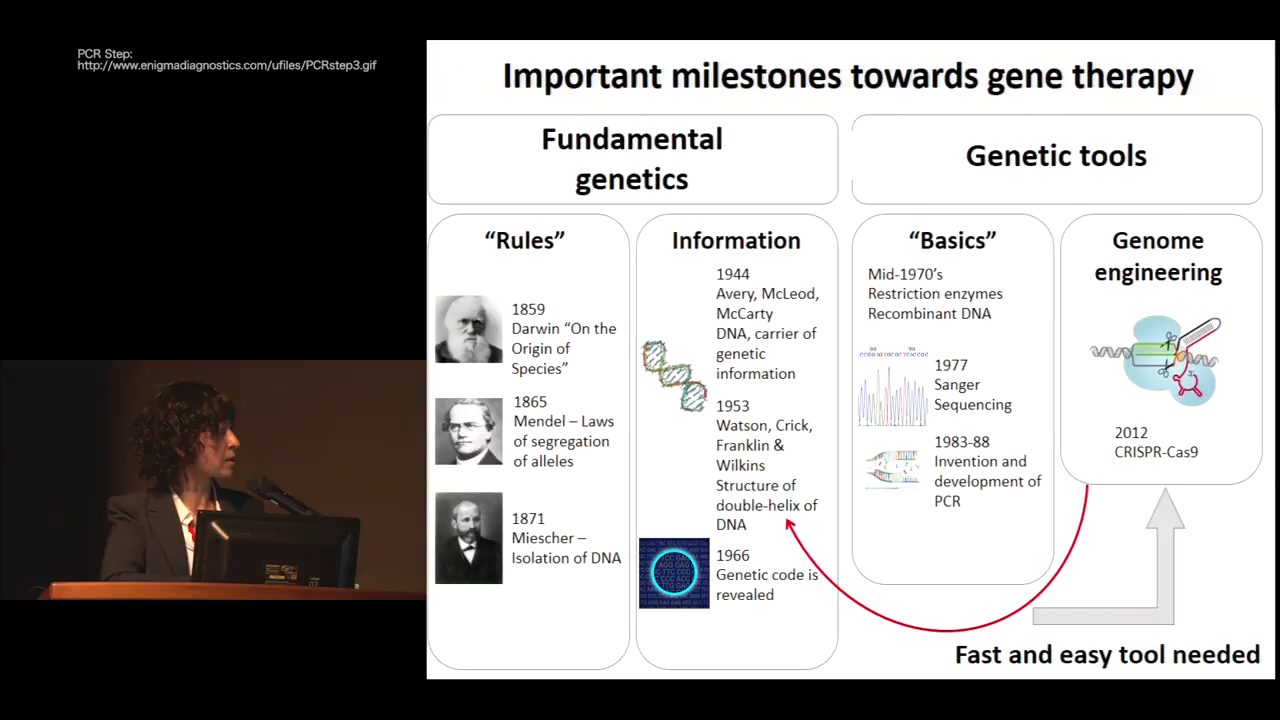 PCR Step:
http://www.enigmadiagnostics.com/ufiles/PCRstep3.gif
Important milestones towards gene therapy
Fundamental
genetics
Genetic tools
“Rules”
1859
Darwin “On the
Origin of
Species”
1865
Mendel – Laws
of segregation
of alleles
1871
Miescher –
Isolation of DNA
Information
1944
Avery, McLeod,
McCarty
DNA, carrier of
genetic
information
1953
Watson, Crick,
Franklin &
Wilkins
Structure of
double-helix of
DNA
1966
Genetic code is
revealed
“Basics”
Mid-1970’s
Restriction enzymes
Recombinant DNA
1977
Sanger
Sequencing
1983-88
Invention and
development of
PCR
Genome
engineering
2012
CRISPR-Cas9
Fast and easy tool needed